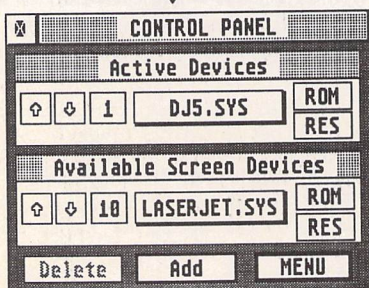 CONTROL PANEL
Active Devices
1 DJ5.SYS ROM
RES
Available Screen Devices
10 LASERJET.SYS ROM
RES
Delete Add MENU